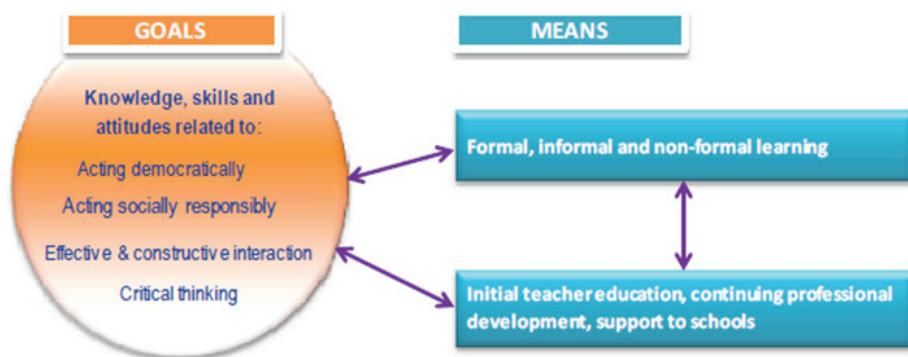 GOALS
Knowledge, skills and
attitudes related to:
Acting democratically
Acting socially responsibly
Effective & constructive interaction
Critical thinking
MEANS
Formal, informal and non-formal learning
Initial teacher education, continuing professional
development, support to schools